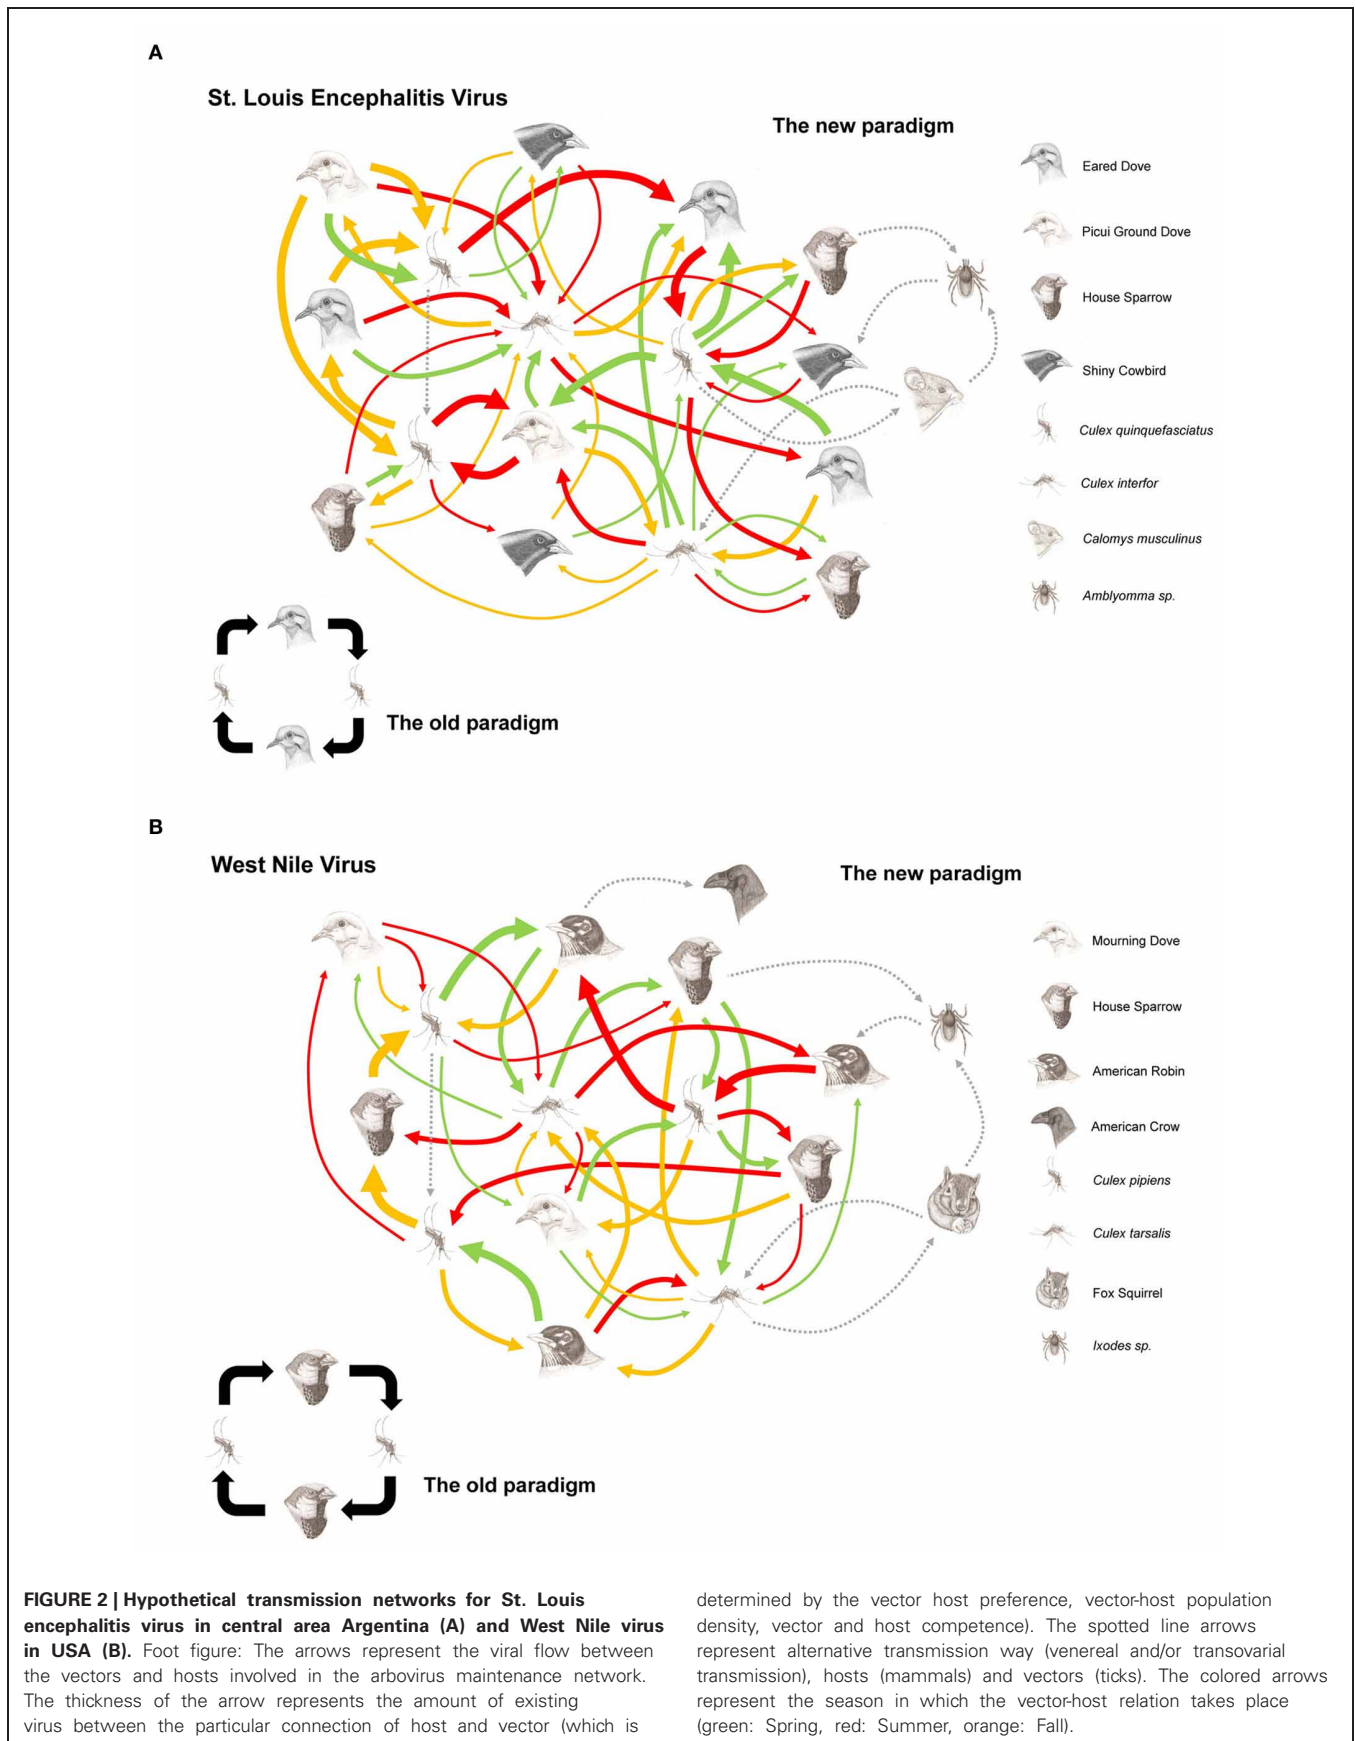 A
St. Louis Encephalitis Virus
The new paradigm
Eared Dove
Picui Ground Dove
House Sparrow
Shiny Cowbird
Culex quinquefasciatus
Culex interfor
Calomys musculinus
Amblyomma sp.
The old paradigm
B
West Nile Virus
The new paradigm
Mourning Dove
House Sparrow
American Robin
American Crow
Culex pipiens
Culex tarsalis
Fox Squirrel
Ixodes sp.
The old paradigm
FIGURE 2 | Hypothetical transmission networks for St. Louis
encephalitis virus in central area Argentina (A) and West Nile virus
in USA (B). Foot figure: The arrows represent the viral flow between
the vectors and hosts involved in the arbovirus maintenance network.
The thickness of the arrow represents the amount of existing
virus between the particular connection of host and vector (which is
determined by the vector host preference, vector-host population
density, vector and host competence). The spotted line arrows
represent alternative transmission way (venereal and/or transovarial
transmission), hosts (mammals) and vectors (ticks). The colored arrows
represent the season in which the vector-host relation takes place
(green: Spring, red: Summer, orange: Fall).